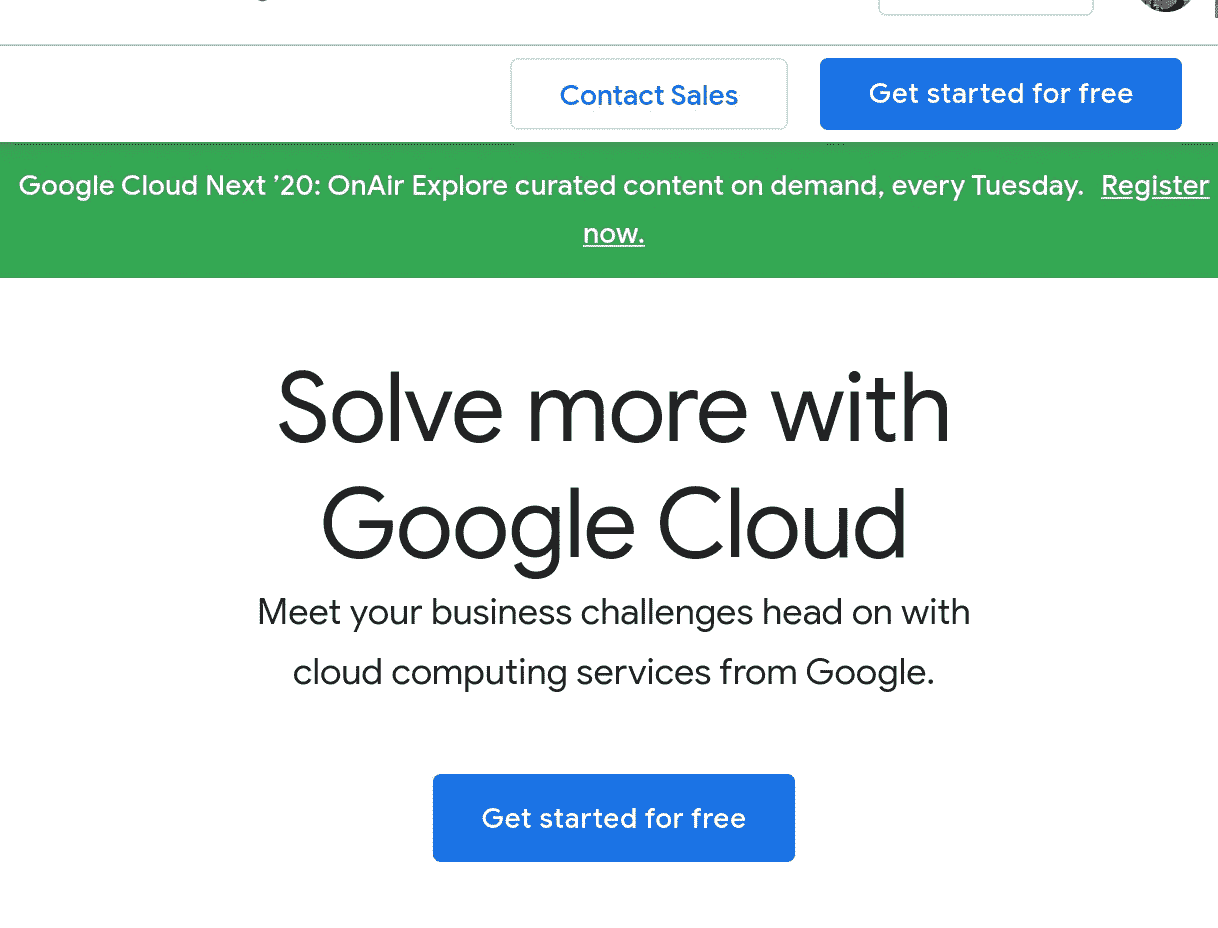 Contact Sales
Get started for free
Google Cloud Next ’20: OnAir Explore curated content on demand, every Tuesday. Register
now.
Solve more with
Google Cloud
Meet your business challenges head on with
cloud computing services from Google.
Get started for free